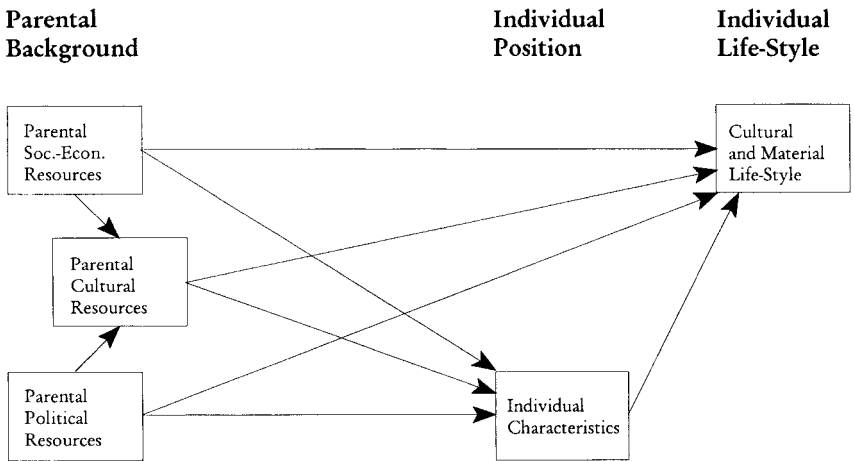 Parental
Background
Individual
Position
Individual
Life-Style
Parental
Soc.-Econ.
Resources
Cultural
and Material
Life-Style
Parental
Cultural
Resources
Parental
Political
Resources
Individual
Characteristics